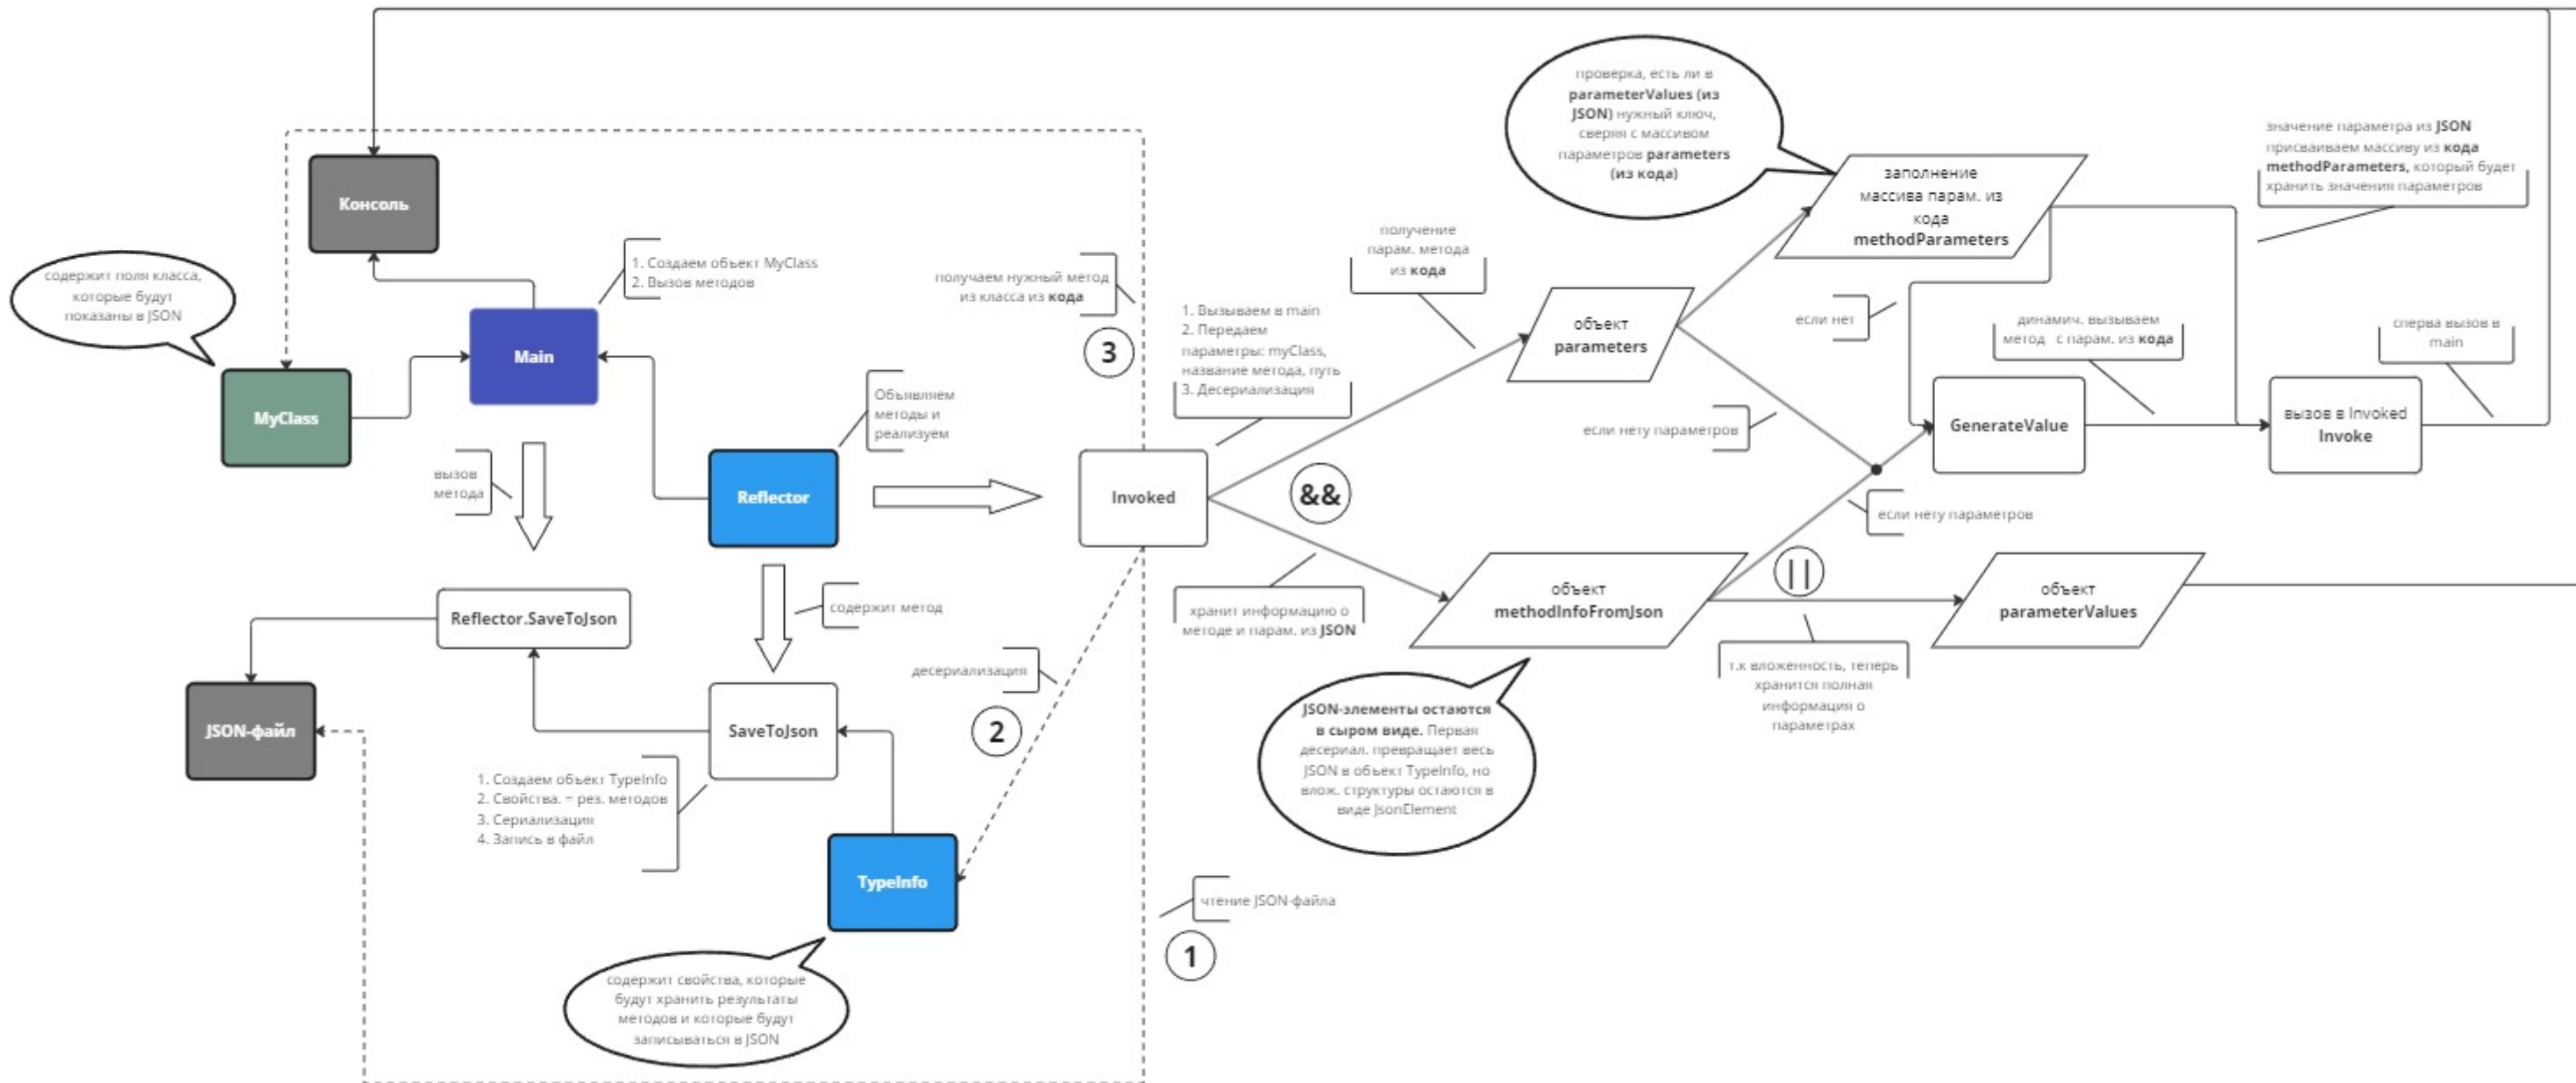 проверка, есть ли в
parameterValues (из
JSON) нужный ключ,
сверяя с массивом
параметров parameters
(из кода)
значение параметра из JSON
присваиваем массиву из кода
methodParameters, который будет
хранить значения параметров
заполнение
массива парам. из
кода
methodParameters
Консоль
1. Создаем объект MyClass
2. Вызов методов
получаем нужный метод
из класса из кода
получение
парам. метода
из кода
содержит поля класса,
которые будут
показаны в JSON
Main
3
1. Вызываем в main
2. Передаем
параметры: myClass,
название метода, путь
3. Десериализация
объект
parameters
если нет
динамич. вызываем
метод с парам. из кода
сперва вызов в
main
MyClass
Объявляем
методы и
реализуем
если нету параметров
GenerateValue
вызов в Invoked
Invoke
вызов
метода
Reflector
Invoked
&&
если нету параметров
Reflector.SaveToJson
содержит метод
хранит информацию о
методе и парам. из JSON
объект
methodInfoFromJson
||
объект
parameterValues
десериализация
т.к вложенность, теперь
хранится полная
информация о
параметрах
JSON-файл
SaveToJson
2
JSON-элементы остаются
в сыром виде. Первая
десериал. превращает весь
JSON в объект TypeInfo, но
влож. структуры остаются в
виде JsonElement
1. Создаем объект TypeInfo
2. Свойства. = рез. методов
3. Сериализация
4. Запись в файл
TypeInfo
чтение JSON-файла
1
содержит свойства, которые
будут хранить результаты
методов и которые будут
записываться в JSON